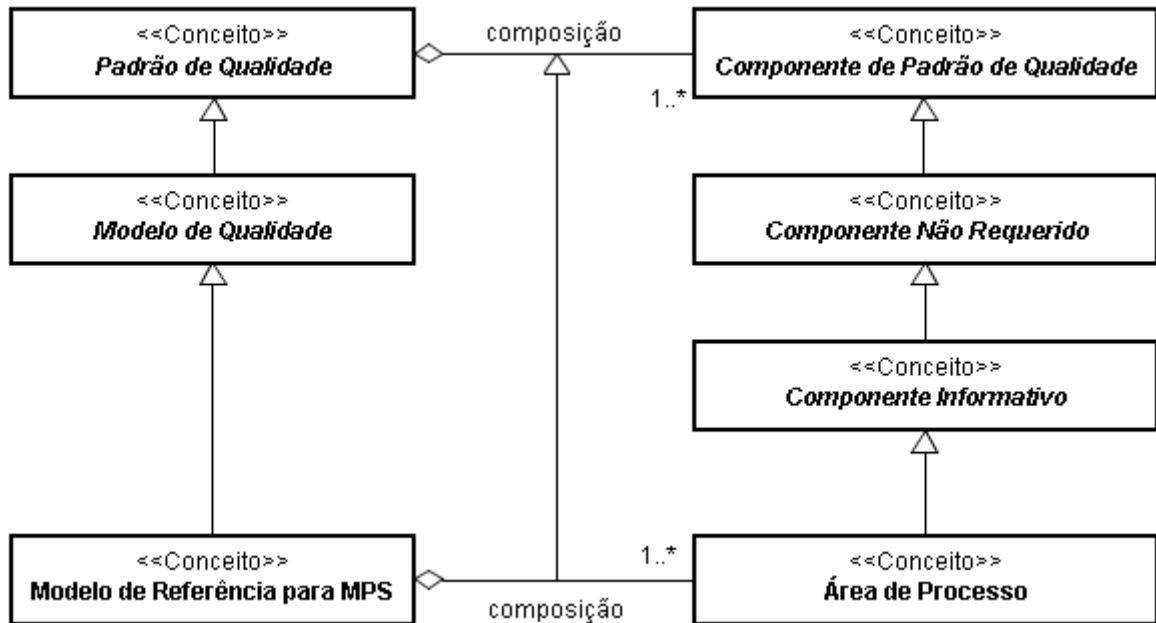 <<Conceito>>
Padrão de Qualidade
composição
<<Conceito>>
Componente de Padrão de Qualidade
1..*
<<Conceito>>
Modelo de Qualidade
<<Conceito>>
Componente Não Requerido
<<Conceito>>
Componente Informativo
<<Conceito>>
Modelo de Referência para MPS
1..*
composição
<<Conceito>>
Área de Processo